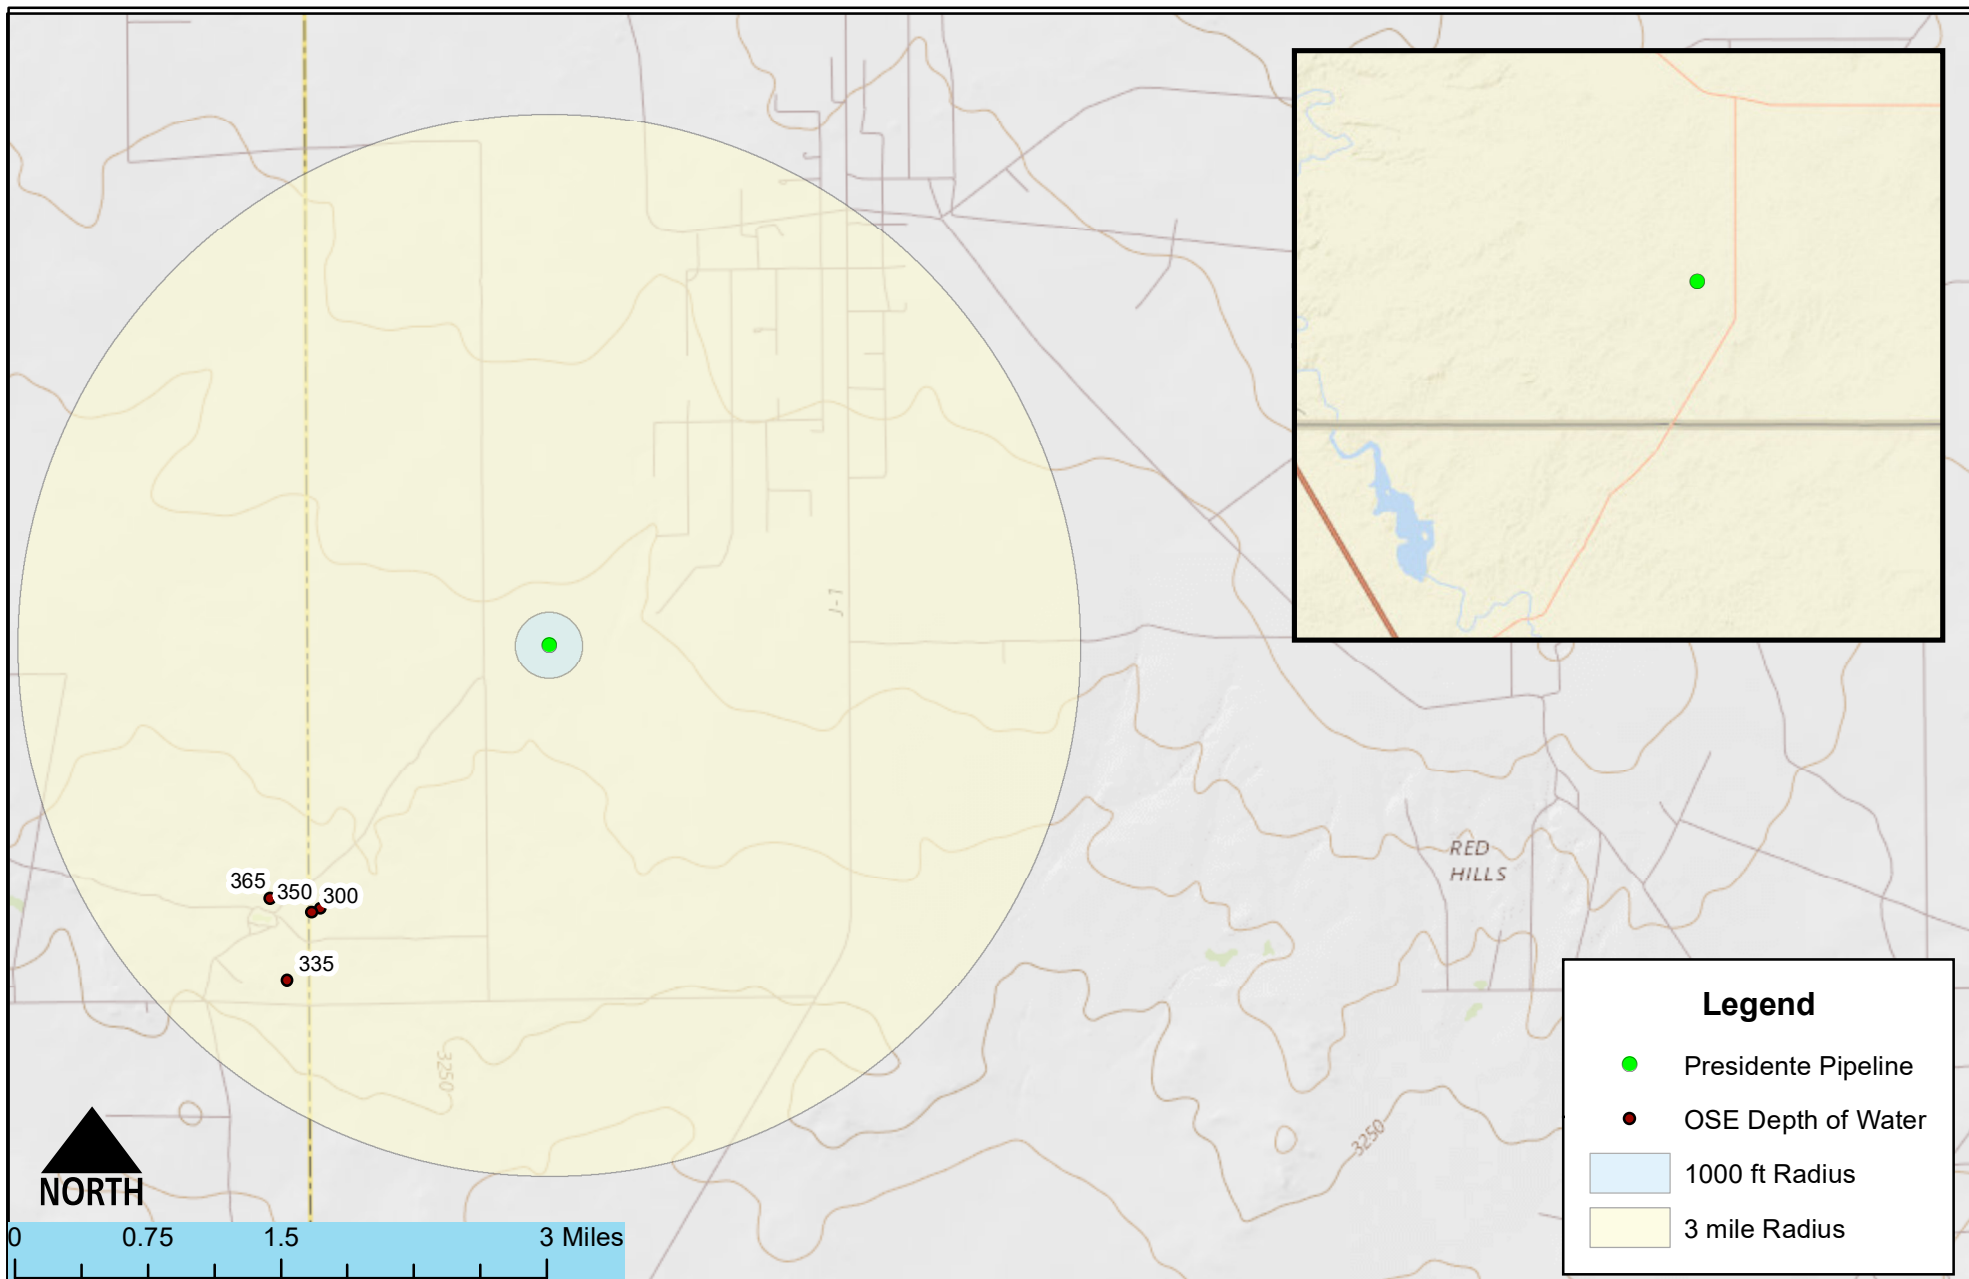 J-1
365
350
300
335
3250
RED
HILLS
3250
NORTH
0 0.75 1.5 3 Miles
Legend
Presidente Pipeline
OSE Depth of Water
1000 ft Radius
3 mile Radius